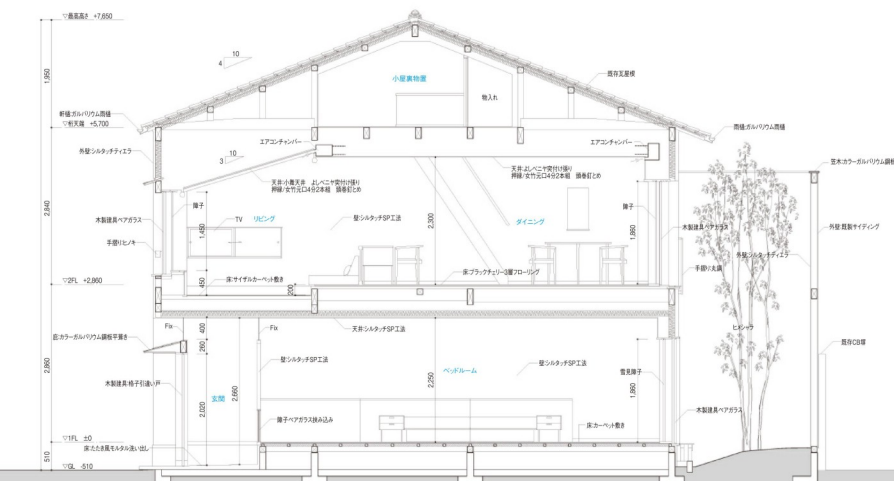 ▽最高高さ +7,650
10
4
1,950
小屋裏物置
物入れ
既存瓦屋根
軒樋:ガルバリウム雨樋
▽桁天端 +5,700
雨樋:ガルバリウム雨樋
外壁:シルタッチティエラ
エアコンチャンバー
エアコンチャンバー
10
3
天井:小舞天井 よしベニヤ突付け張り
押縁/女竹元口4分2本組 頭巻釘とめ
天井:よしベニヤ突付け張り
押縁/女竹元口4分2本組 頭巻釘とめ
笠木:カラーガルバリウム鋼板
2,840
障子
木製建具ペアガラス
手摺り:ヒノキ
TV
リビング
1,450
壁:シルタッチSP工法
2,300
ダイニング
障子
1,860
木製建具ペアガラス
外壁:既製サイディング
外壁:シルタッチティエラ
手摺り:丸鋼
▽2FL +2,860
450
床:サイザルカーペット敷き
200
床:ブラックチェリー3層フローリング
Fix
400
Fix
天井:シルタッチSP工法
ヒメシャラ
庇:カラーガルバリウム鋼板平葺き
260
既存CB塀
2,860
壁:シルタッチSP工法
ベッドルーム
壁:シルタッチSP工法
雪見障子
木製建具:格子引違い戸
玄関
2,020
2,660
2,250
1,860
障子ペアガラス挟み込み
床:カーペット敷き
木製建具ペアガラス
▽1FL ±0
床:たたき風モルタル洗い出し
510
▽GL -510